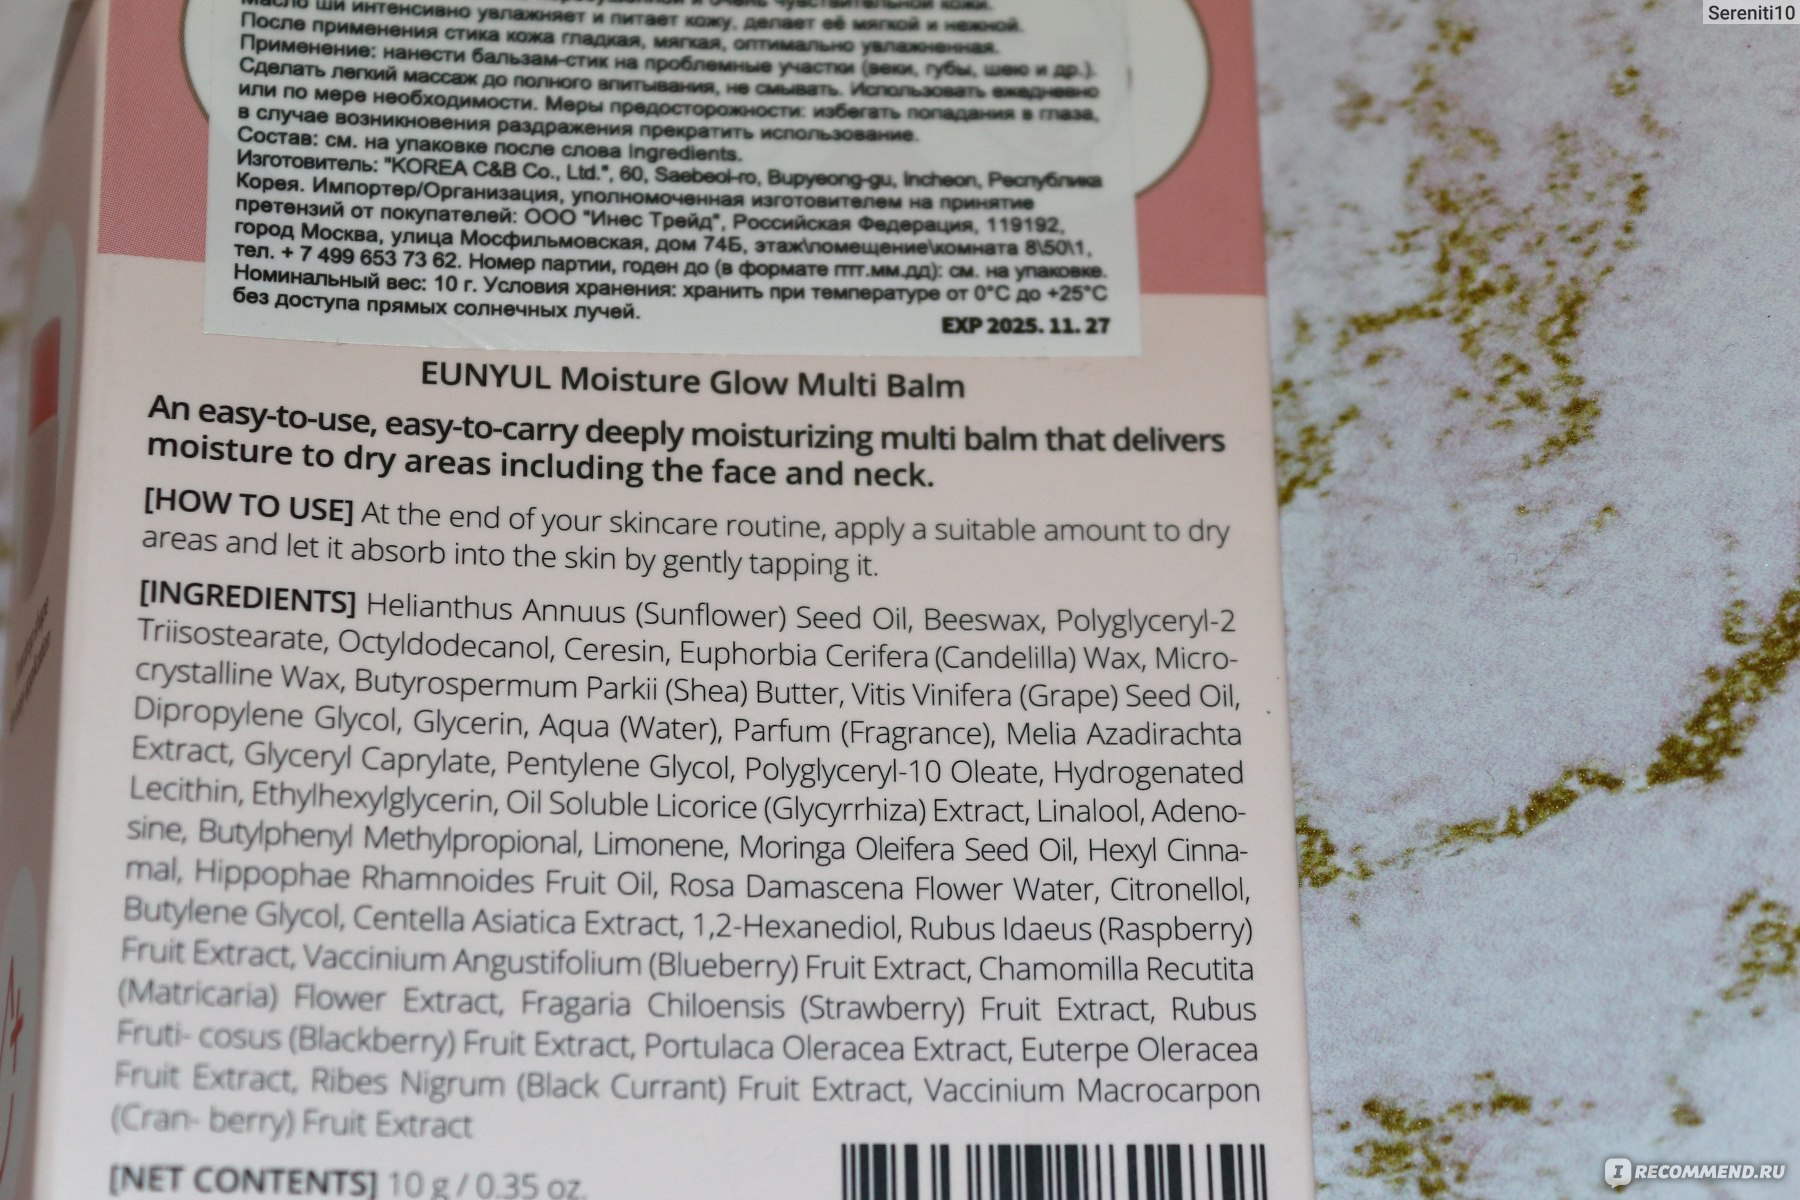 Sereniti10
и очень чувствительной кожи.
Масло ши интенсивно увлажняет и питает кожу, делает её мягкой и нежной.
После применения стика кожа гладкая, мягкая, оптимально увлажненная.
Применение: нанести бальзам-стик на проблемные участки (веки, губы, шею и др.).
Сделать легкий массаж до полного впитывания, не смывать. Использовать ежедневно
или по мере необходимости. Меры предосторожности: избегать попадания в глаза,
в случае возникновения раздражения прекратить использование.
Состав: см. на упаковке после слова Ingredients.
Изготовитель: "KOREA C&B Co., Ltd.", 60, Saebeol-ro, Bupyeong-gu, Incheon, Республика
Корея. Импортер/Организация, уполномоченная изготовителем на принятие
претензий от покупателей: ООО "Инес Трейд", Российская Федерация, 119192,
город Москва, улица Мосфильмовская, дом 74Б, этаж\помещение\комната 8\50\1,
тел. + 7 499 653 73 62. Номер партии, годен до (в формате гггг.мм.дд): см. на упаковке.
Номинальный вес: 10 г. Условия хранения: хранить при температуре от 0°С до +25°С
без доступа прямых солнечных лучей.
EXP 2025. 11. 27
EUNYUL Moisture Glow Multi Balm
An easy-to-use, easy-to-carry deeply moisturizing multi balm that delivers
moisture to dry areas including the face and neck.
[HOW TO USE] At the end of your skincare routine, apply a suitable amount to dry
areas and let it absorb into the skin by gently tapping it.
[INGREDIENTS] Helianthus Annuus (Sunflower) Seed Oil, Beeswax, Polyglyceryl-2
Triisostearate, Octyldodecanol, Ceresin, Euphorbia Cerifera (Candelilla) Wax, Micro-
crystalline Wax, Butyrospermum Parkii (Shea) Butter, Vitis Vinifera (Grape) Seed Oil,
Dipropylene Glycol, Glycerin, Aqua (Water), Parfum (Fragrance), Melia Azadirachta
Extract, Glyceryl Caprylate, Pentylene Glycol, Polyglyceryl-10 Oleate, Hydrogenated
Lecithin, Ethylhexylglycerin, Oil Soluble Licorice (Glycyrrhiza) Extract, Linalool, Adeno-
sine, Butylphenyl Methylpropional, Limonene, Moringa Oleifera Seed Oil, Hexyl Cinna-
mal, Hippophae Rhamnoides Fruit Oil, Rosa Damascena Flower Water, Citronellol,
Butylene Glycol, Centella Asiatica Extract, 1,2-Hexanediol, Rubus Idaeus (Raspberry)
Fruit Extract, Vaccinium Angustifolium (Blueberry) Fruit Extract, Chamomilla Recutita
(Matricaria) Flower Extract, Fragaria Chiloensis (Strawberry) Fruit Extract, Rubus
Fruti- cosus (Blackberry) Fruit Extract, Portulaca Oleracea Extract, Euterpe Oleracea
Fruit Extract, Ribes Nigrum (Black Currant) Fruit Extract, Vaccinium Macrocarpon
(Cran- berry) Fruit Extract
[NET CONTENTS] 10 g / 0.35 oz.
IRECOMMEND.RU